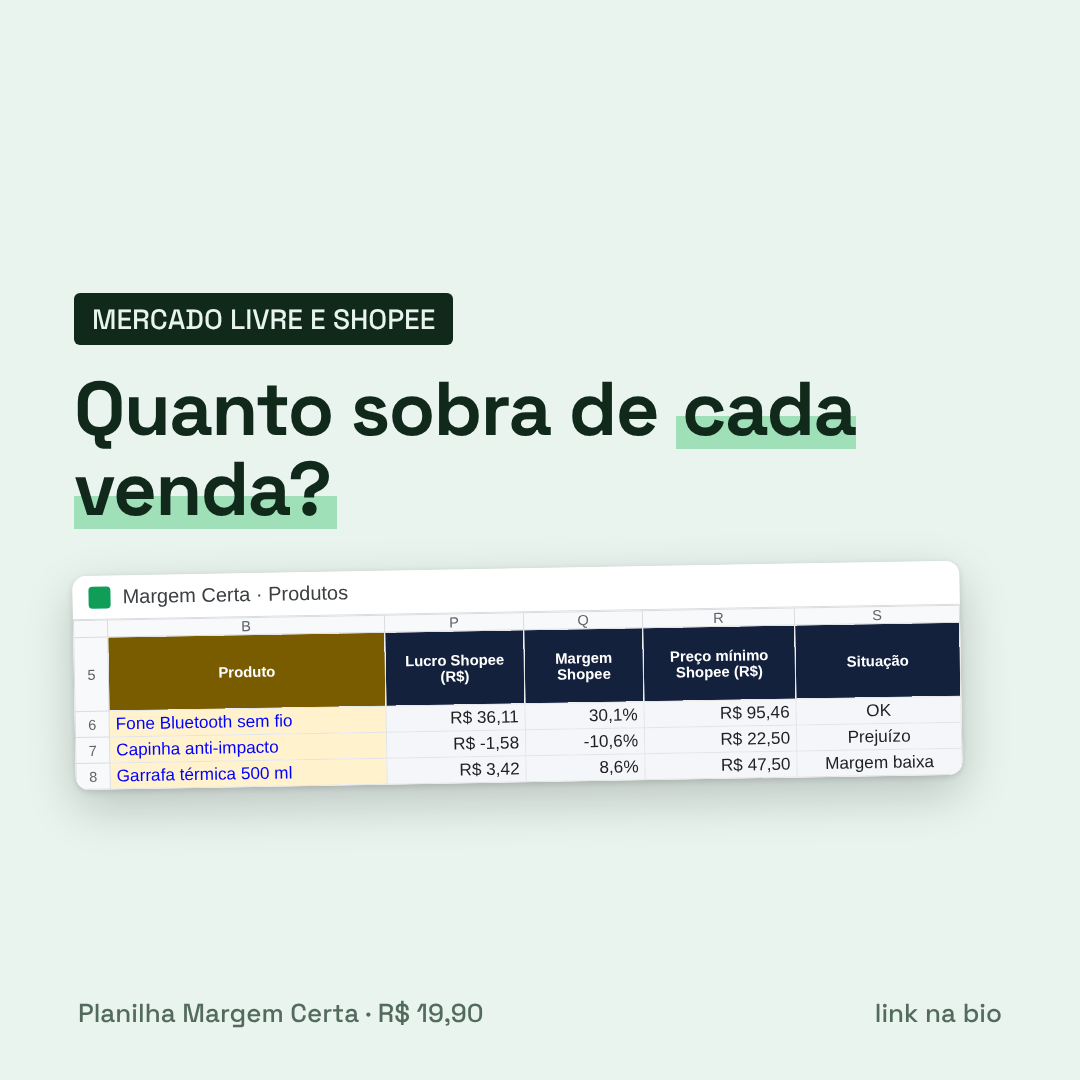 MERCADO LIVRE E SHOPEE
Quanto sobra de cada
venda?
Margem Certa · Produtos
B P Q R S
5 Produto Lucro Shopee (R$) Margem Shopee Preço mínimo Shopee (R$) Situação
6 Fone Bluetooth sem fio R$ 36,11 30,1% R$ 95,46 OK
7 Capinha anti-impacto R$ -1,58 -10,6% R$ 22,50 Prejuízo
8 Garrafa térmica 500 ml R$ 3,42 8,6% R$ 47,50 Margem baixa
Planilha Margem Certa · R$ 19,90 link na bio